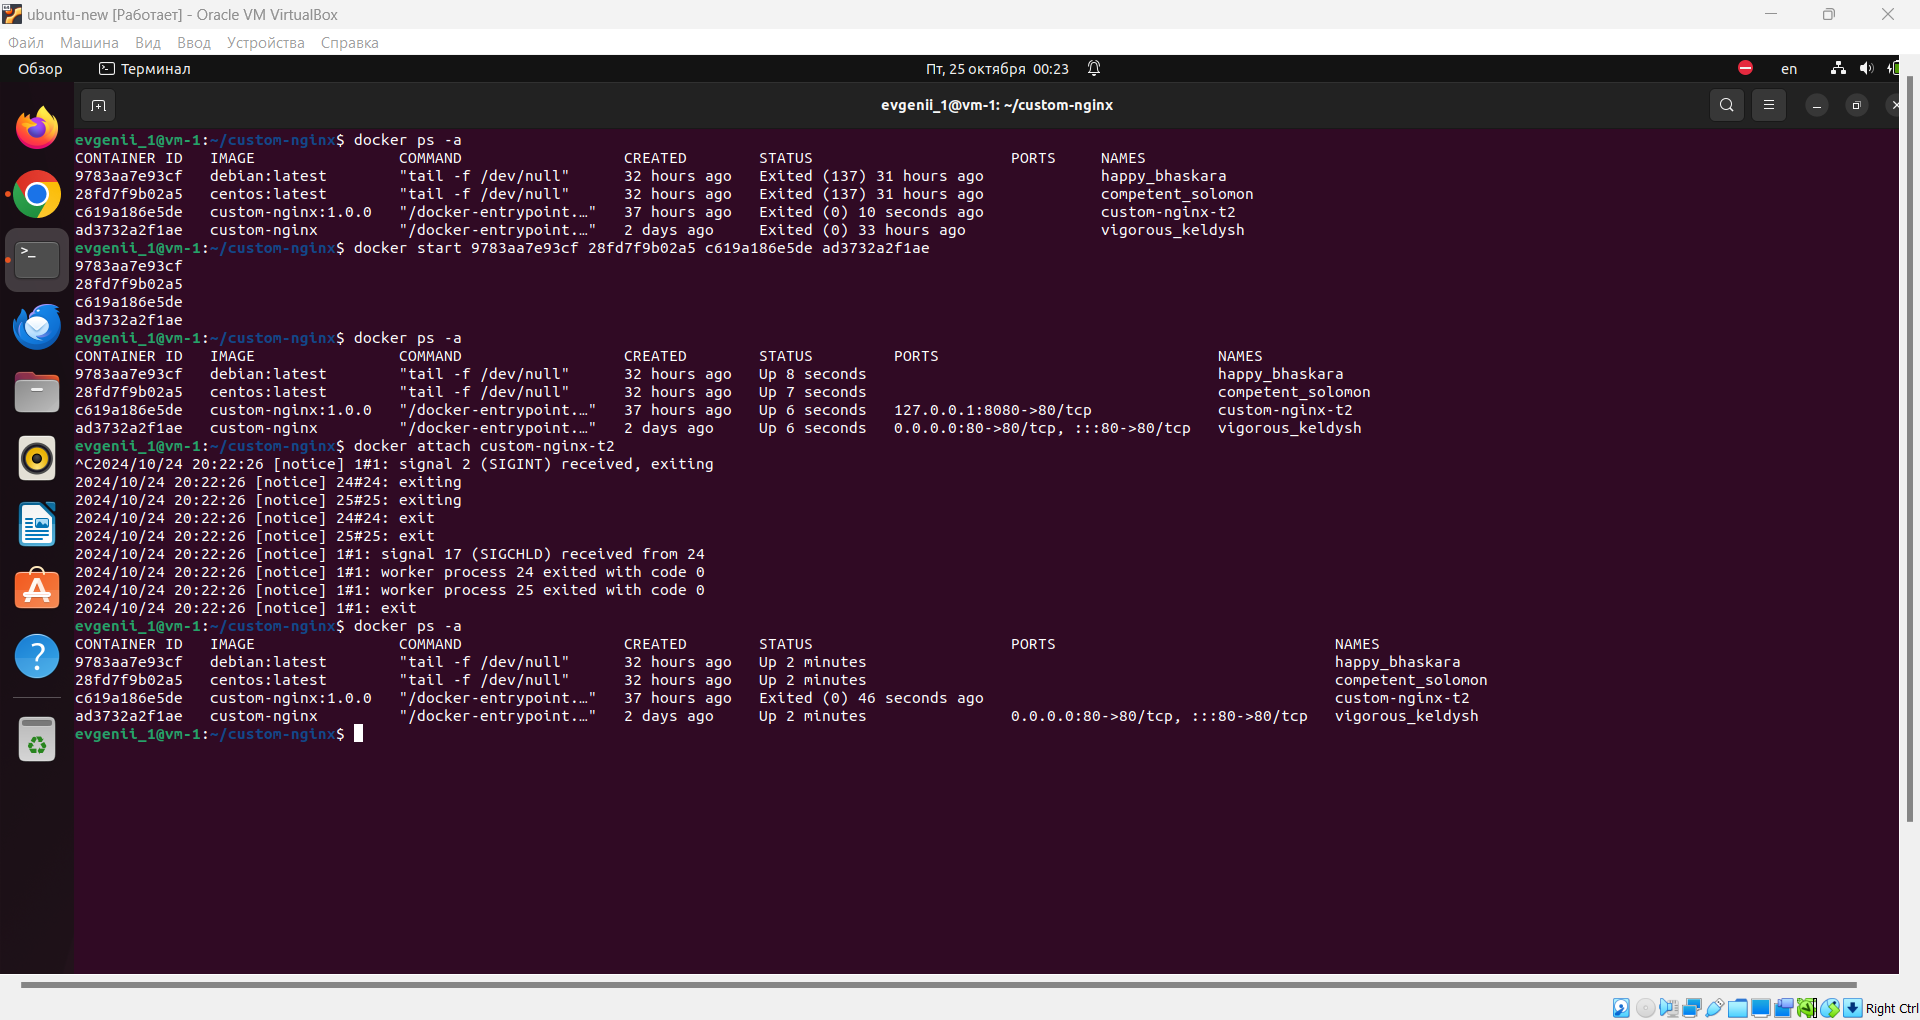 ubuntu-new [Работает] - Oracle VM VirtualBox
Файл Машина Вид Ввод Устройства Справка
Обзор Терминал Пт, 25 октября 00:23 en
evgenii_1@vm-1: ~/custom-nginx
evgenii_1@vm-1:~/custom-nginx$ docker ps -a
CONTAINER ID IMAGE COMMAND CREATED STATUS PORTS NAMES
9783aa7e93cf debian:latest "tail -f /dev/null" 32 hours ago Exited (137) 31 hours ago happy_bhaskara
28fd7f9b02a5 centos:latest "tail -f /dev/null" 32 hours ago Exited (137) 31 hours ago competent_solomon
c619a186e5de custom-nginx:1.0.0 "/docker-entrypoint.…" 37 hours ago Exited (0) 10 seconds ago custom-nginx-t2
ad3732a2f1ae custom-nginx "/docker-entrypoint.…" 2 days ago Exited (0) 33 hours ago vigorous_keldysh
evgenii_1@vm-1:~/custom-nginx$ docker start 9783aa7e93cf 28fd7f9b02a5 c619a186e5de ad3732a2f1ae
9783aa7e93cf
28fd7f9b02a5
c619a186e5de
ad3732a2f1ae
evgenii_1@vm-1:~/custom-nginx$ docker ps -a
CONTAINER ID IMAGE COMMAND CREATED STATUS PORTS NAMES
9783aa7e93cf debian:latest "tail -f /dev/null" 32 hours ago Up 8 seconds happy_bhaskara
28fd7f9b02a5 centos:latest "tail -f /dev/null" 32 hours ago Up 7 seconds competent_solomon
c619a186e5de custom-nginx:1.0.0 "/docker-entrypoint.…" 37 hours ago Up 6 seconds 127.0.0.1:8080->80/tcp custom-nginx-t2
ad3732a2f1ae custom-nginx "/docker-entrypoint.…" 2 days ago Up 6 seconds 0.0.0.0:80->80/tcp, :::80->80/tcp vigorous_keldysh
evgenii_1@vm-1:~/custom-nginx$ docker attach custom-nginx-t2
^C2024/10/24 20:22:26 [notice] 1#1: signal 2 (SIGINT) received, exiting
2024/10/24 20:22:26 [notice] 24#24: exiting
2024/10/24 20:22:26 [notice] 25#25: exiting
2024/10/24 20:22:26 [notice] 24#24: exit
2024/10/24 20:22:26 [notice] 25#25: exit
2024/10/24 20:22:26 [notice] 1#1: signal 17 (SIGCHLD) received from 24
2024/10/24 20:22:26 [notice] 1#1: worker process 24 exited with code 0
2024/10/24 20:22:26 [notice] 1#1: worker process 25 exited with code 0
2024/10/24 20:22:26 [notice] 1#1: exit
evgenii_1@vm-1:~/custom-nginx$ docker ps -a
CONTAINER ID IMAGE COMMAND CREATED STATUS PORTS NAMES
9783aa7e93cf debian:latest "tail -f /dev/null" 32 hours ago Up 2 minutes happy_bhaskara
28fd7f9b02a5 centos:latest "tail -f /dev/null" 32 hours ago Up 2 minutes competent_solomon
c619a186e5de custom-nginx:1.0.0 "/docker-entrypoint.…" 37 hours ago Exited (0) 46 seconds ago custom-nginx-t2
ad3732a2f1ae custom-nginx "/docker-entrypoint.…" 2 days ago Up 2 minutes 0.0.0.0:80->80/tcp, :::80->80/tcp vigorous_keldysh
evgenii_1@vm-1:~/custom-nginx$
Right Ctrl